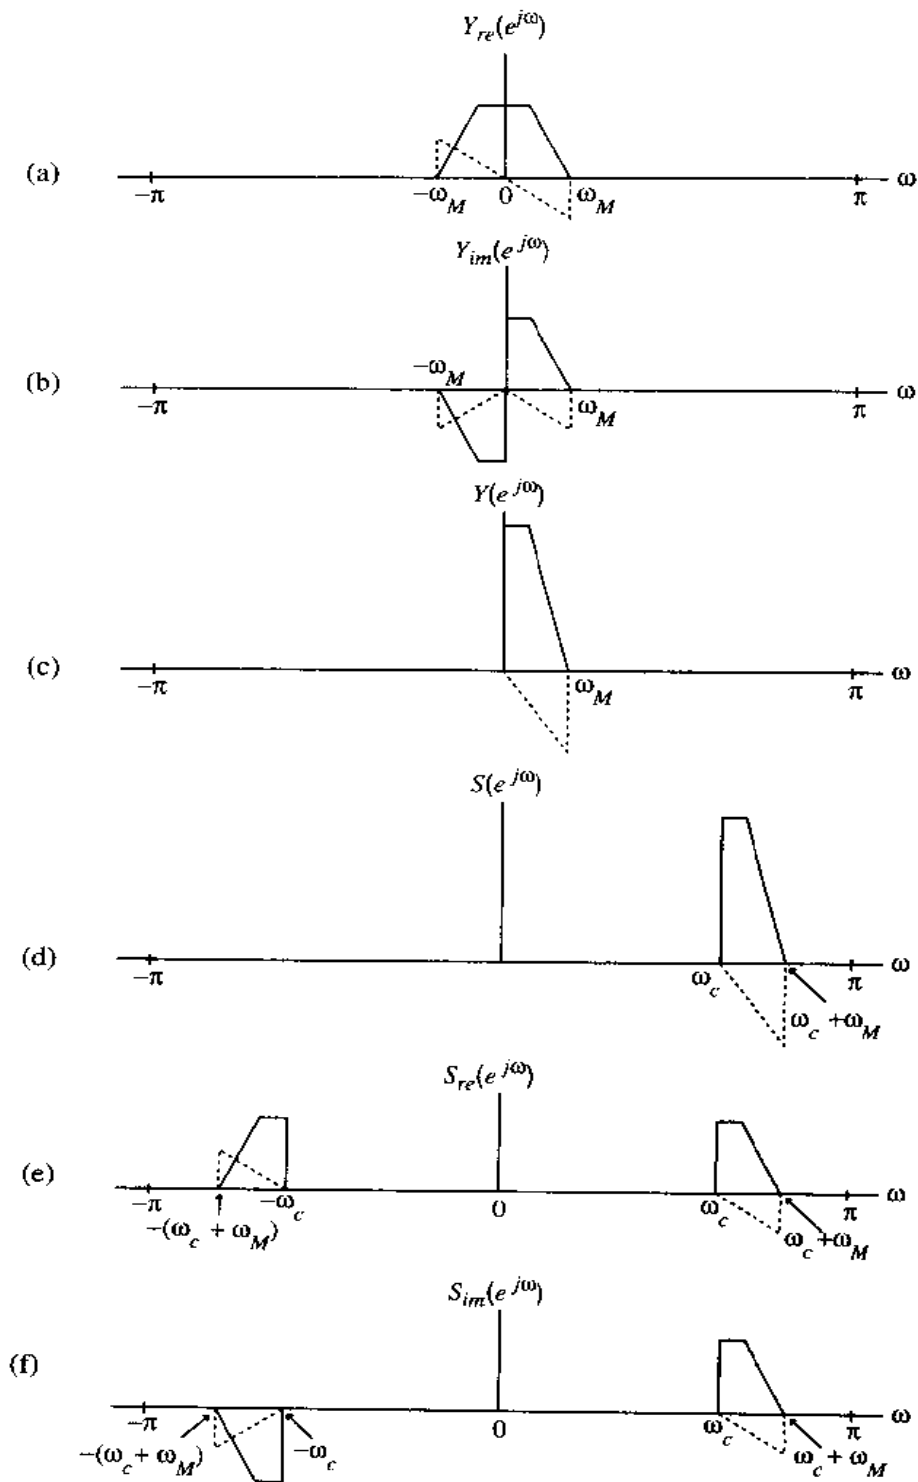 Y_re(e^jω)
(a)
−π
−ω_M
0
ω_M
π
ω
Y_im(e^jω)
(b)
−π
−ω_M
ω_M
π
ω
Y(e^jω)
(c)
−π
ω_M
π
ω
S(e^jω)
(d)
−π
ω_c
ω_c +ω_M
π
ω
S_re(e^jω)
(e)
−π
−(ω_c + ω_M)
−ω_c
0
ω_c
ω_c +ω_M
π
ω
S_im(e^jω)
(f)
−π
−(ω_c + ω_M)
−ω_c
0
ω_c
ω_c + ω_M
π
ω